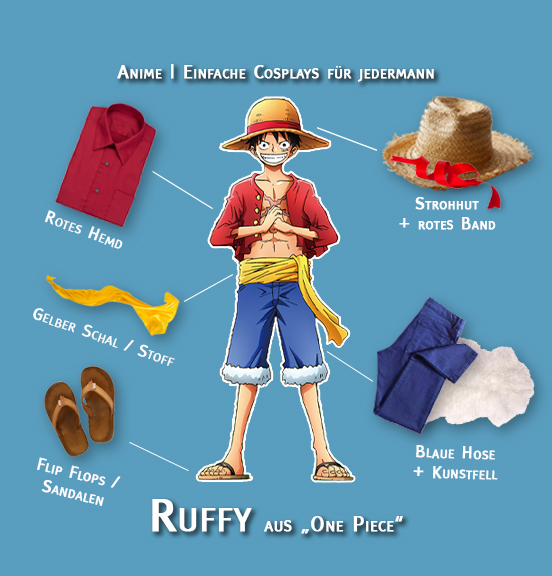 Anime | Einfache Cosplays für jedermann
Rotes Hemd
Strohhut
+ rotes Band
Gelber Schal / Stoff
Flip Flops /
Sandalen
Blaue Hose
+ Kunstfell
Ruffy aus „One Piece“